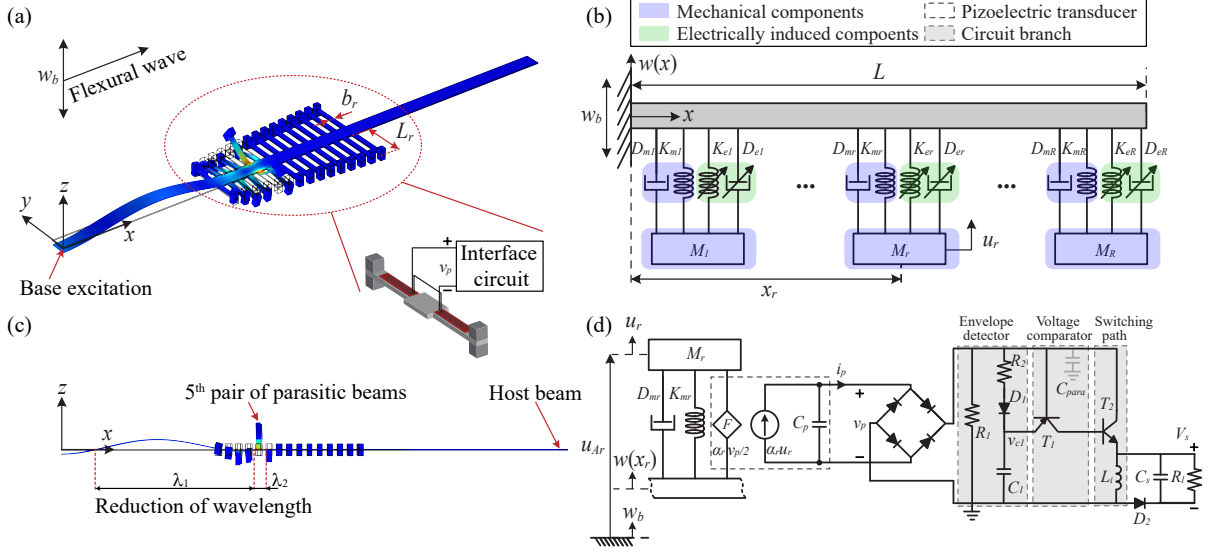 (a)
w_b
Flexural wave
b_r
L_r
z
y
x
Base excitation
+
v_p
−
Interface
circuit
(b)
Mechanical components
Electrically induced compoents
Pizoelectric transducer
Circuit branch
w(x)
L
w_b
x
D_m1 K_m1 K_e1 D_e1
D_mr K_mr K_er D_er
D_mR K_mR K_eR D_eR
...
...
M_1
M_r
u_r
M_R
x_r
(c)
z
5th pair of parasitic beams
Host beam
x
λ_1
λ_2
Reduction of wavelength
(d)
u_r
M_r
D_mr
K_mr
u_Ar
F
α_r v_p/2
α_r u_r
C_p
i_p
+
v_p
−
w(x_r)
w_b
Envelope
detector
Voltage
comparator
Switching
path
R_2
D_1
R_1
v_c1
C_1
C_para
T_1
T_2
L_i
C_s
R_l
V_s
+
−
D_2